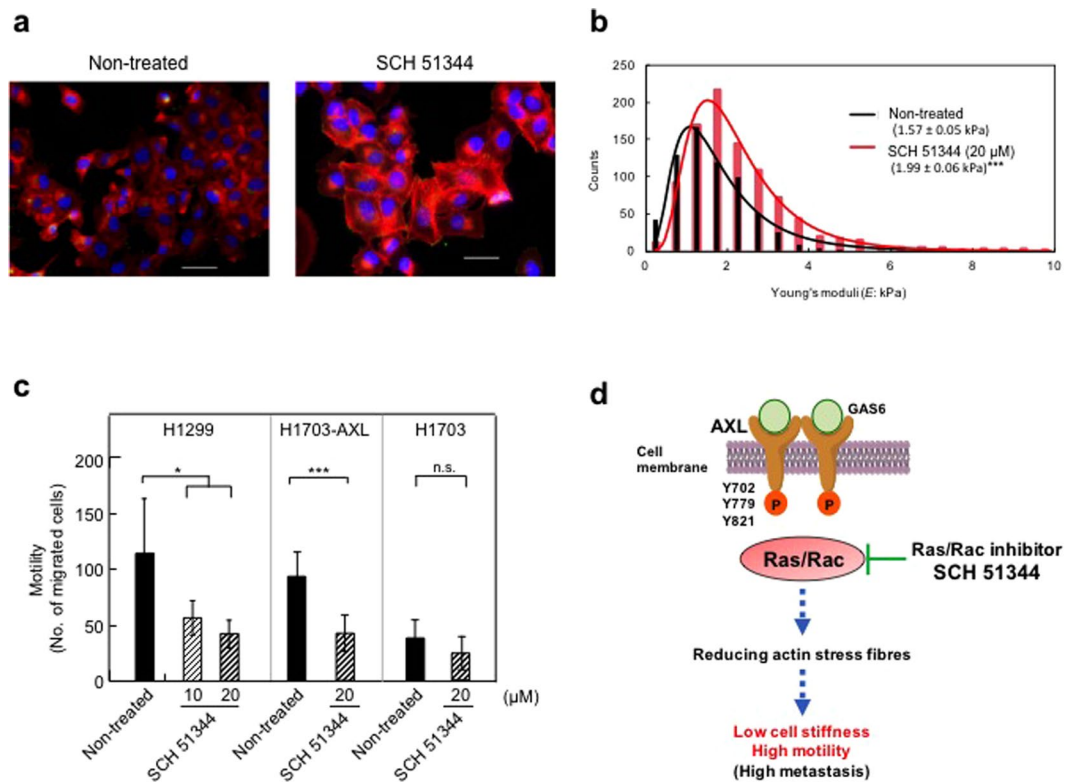 a
Non-treated
SCH 51344
b
250
200
150
100
50
0
Counts
Non-treated
(1.57 ± 0.05 kPa)
SCH 51344 (20 μM)
(1.99 ± 0.06 kPa)***
0
2
4
6
8
10
Young's moduli (E: kPa)
c
H1299
H1703-AXL
H1703
200
150
100
50
0
Motility
(No. of migrated cells)
*
***
n.s.
10
20
20
20
(μM)
Non-treated
SCH 51344
Non-treated
SCH 51344
Non-treated
SCH 51344
d
AXL
GAS6
Cell
membrane
Y702
Y779
Y821
P
P
Ras/Rac
Ras/Rac inhibitor
SCH 51344
Reducing actin stress fibres
Low cell stiffness
High motility
(High metastasis)